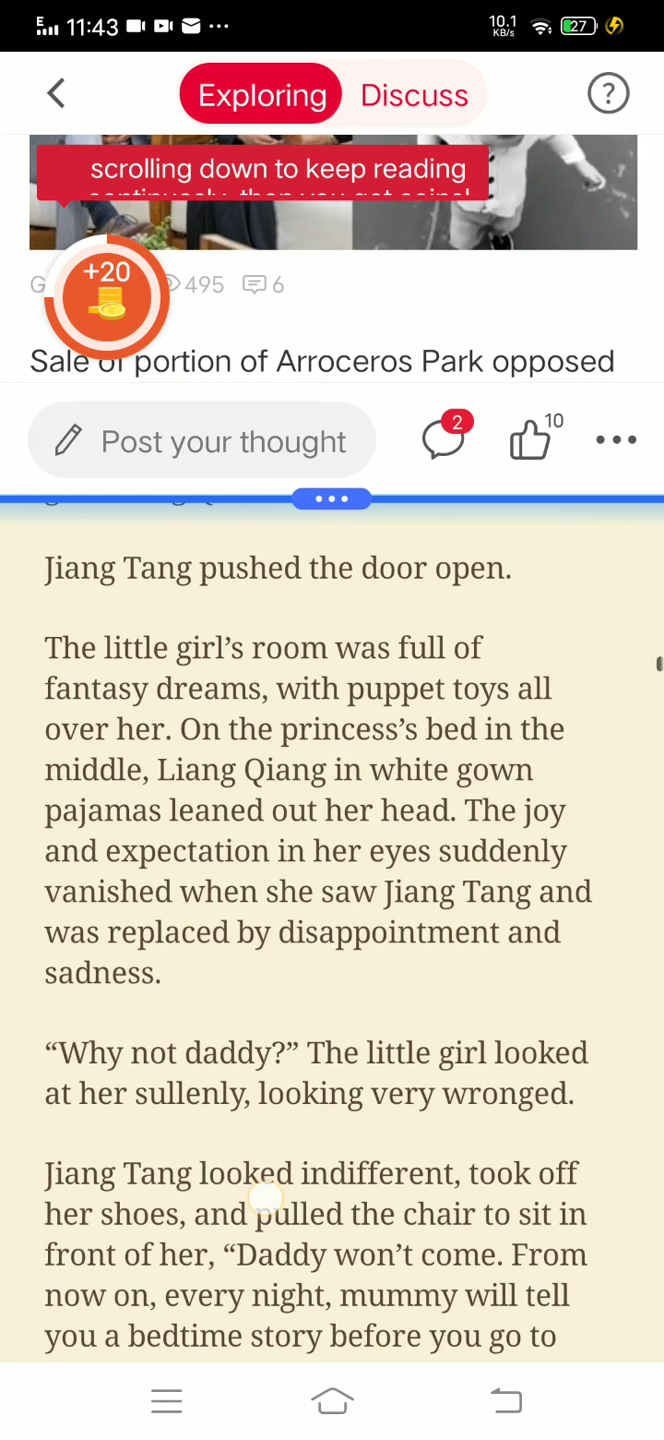 E 11:43 10.1 KB/s 27
Exploring Discuss ?
scrolling down to keep reading
+20
G 495 6
Sale of portion of Arroceros Park opposed
Post your thought 2 10
Jiang Tang pushed the door open.
The little girl’s room was full of
fantasy dreams, with puppet toys all
over her. On the princess’s bed in the
middle, Liang Qiang in white gown
pajamas leaned out her head. The joy
and expectation in her eyes suddenly
vanished when she saw Jiang Tang and
was replaced by disappointment and
sadness.
“Why not daddy?” The little girl looked
at her sullenly, looking very wronged.
Jiang Tang looked indifferent, took off
her shoes, and pulled the chair to sit in
front of her, “Daddy won’t come. From
now on, every night, mummy will tell
you a bedtime story before you go to